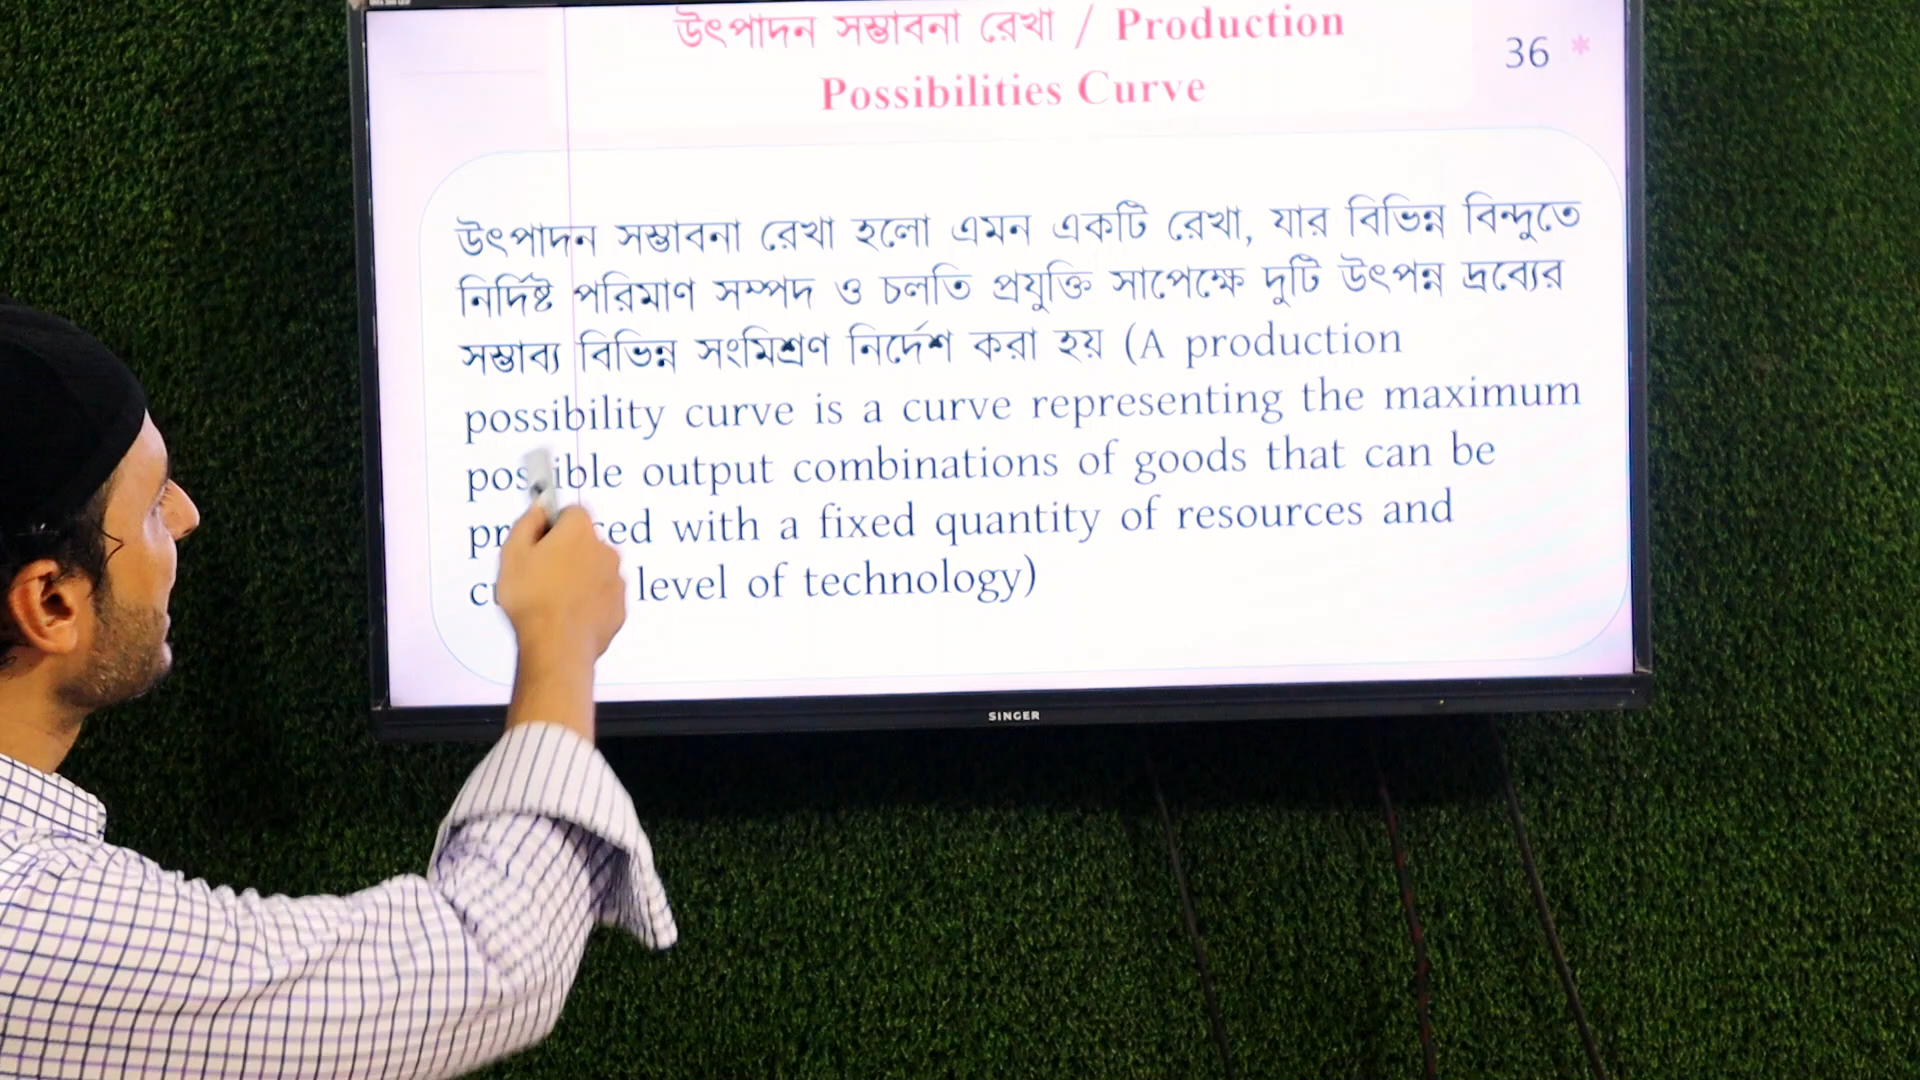 উৎপাদন সম্ভাবনা রেখা / Production
Possibilities Curve
36 *
উৎপাদন সম্ভাবনা রেখা হলো এমন একটি রেখা, যার বিভিন্ন বিন্দুতে
নির্দিষ্ট পরিমাণ সম্পদ ও চলতি প্রযুক্তি সাপেক্ষে দুটি উৎপন্ন দ্রব্যের
সম্ভাব্য বিভিন্ন সংমিশ্রণ নির্দেশ করা হয় (A production
possibility curve is a curve representing the maximum
output combinations of goods that can be
with a fixed quantity of resources and
level of technology)
SINGER